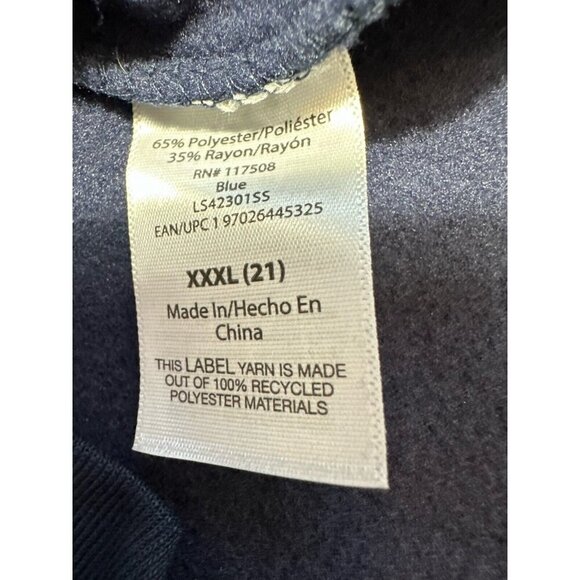 65% Polyester/Poliéster
35% Rayon/Rayón
RN# 117508
Blue
LS42301SS
EAN/UPC 1 97026445325
XXXL (21)
Made In/Hecho En
China
THIS LABEL YARN IS MADE
OUT OF 100% RECYCLED
POLYESTER MATERIALS